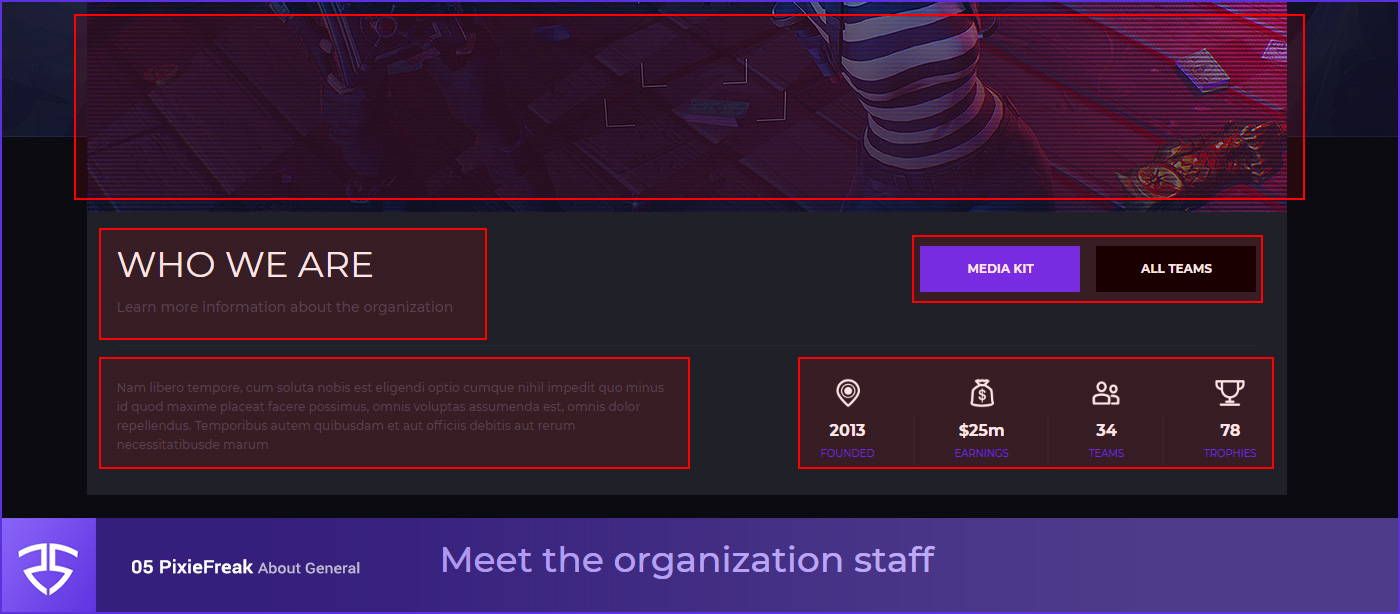 WHO WE ARE
Learn more information about the organization
MEDIA KIT
ALL TEAMS
Nam libero tempore, cum soluta nobis est eligendi optio cumque nihil impedit quo minus
id quod maxime placeat facere possimus, omnis voluptas assumenda est, omnis dolor
repellendus. Temporibus autem quibusdam et aut officiis debitis aut rerum
necessitatibusde marum
2013
FOUNDED
$25m
EARNINGS
34
TEAMS
78
TROPHIES
05 PixieFreak About General
Meet the organization staff